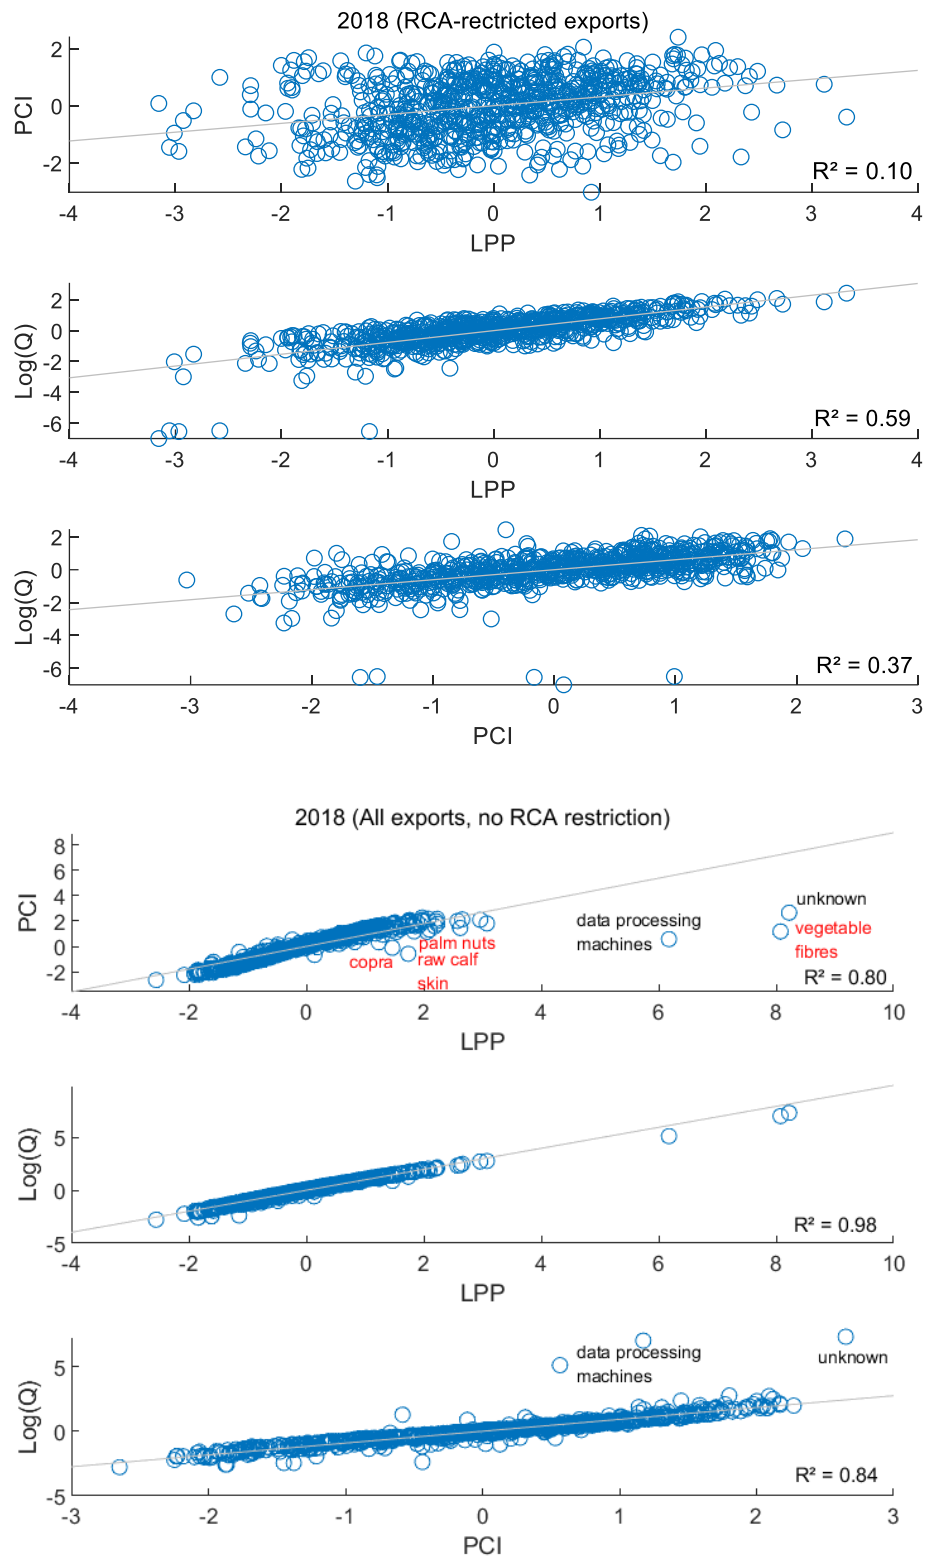 2018 (RCA-rectricted exports)
PCI
2
0
-2
R² = 0.10
-4 -3 -2 -1 0 1 2 3 4
LPP
Log(Q)
2
0
-2
-4
-6
R² = 0.59
-4 -3 -2 -1 0 1 2 3 4
LPP
Log(Q)
2
0
-2
-4
-6
R² = 0.37
-4 -3 -2 -1 0 1 2 3
PCI
2018 (All exports, no RCA restriction)
PCI
8
6
4
2
0
-2
unknown
data processing
machines
vegetable
fibres
palm nuts
copra
raw calf
skin
R² = 0.80
-4 -2 0 2 4 6 8 10
LPP
Log(Q)
5
0
-5
R² = 0.98
-4 -2 0 2 4 6 8 10
LPP
Log(Q)
5
0
-5
data processing
machines
unknown
R² = 0.84
-3 -2 -1 0 1 2 3
PCI